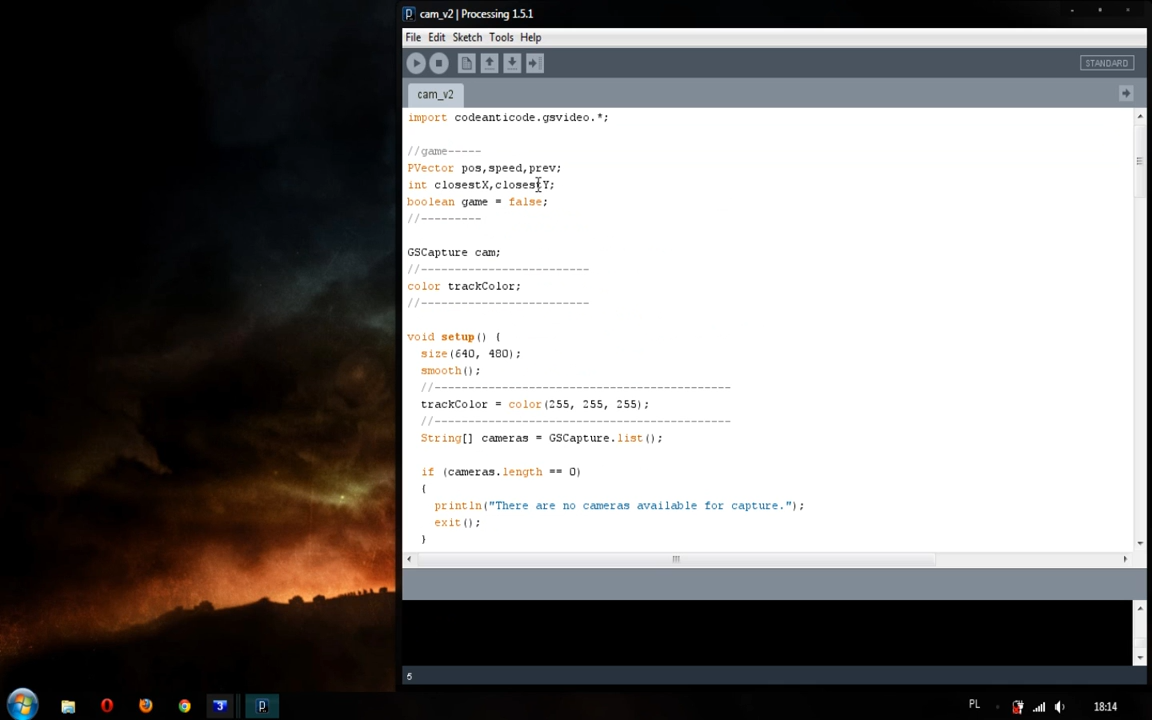 cam_v2 | Processing 1.5.1
File Edit Sketch Tools Help
STANDARD
cam_v2
import codeanticode.gsvideo.*;
//game-----
PVector pos,speed,prev;
int closestX,closestY;
boolean game = false;
//---------
GSCapture cam;
//-------------------------
color trackColor;
//-------------------------
void setup() {
size(640, 480);
smooth();
//--------------------------------------------
trackColor = color(255, 255, 255);
//--------------------------------------------
String[] cameras = GSCapture.list();
if (cameras.length == 0)
{
println("There are no cameras available for capture.");
exit();
}
5
PL 18:14